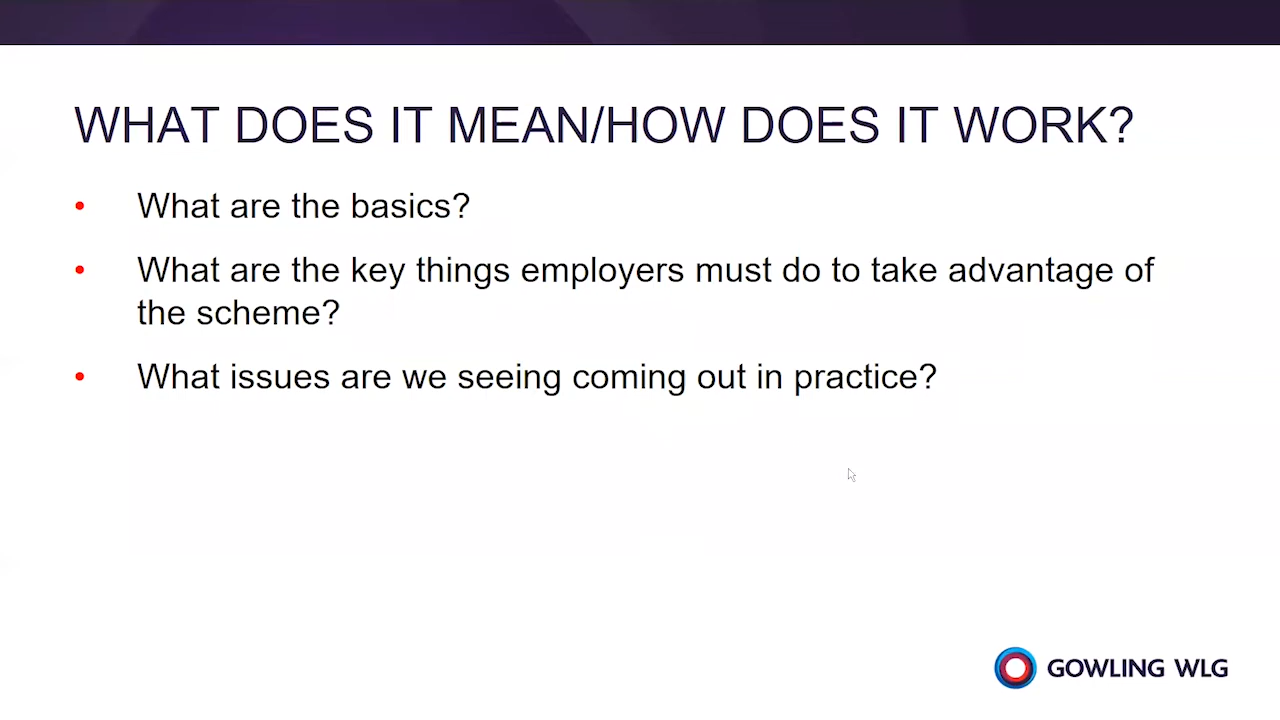 WHAT DOES IT MEAN/HOW DOES IT WORK?
• What are the basics?
• What are the key things employers must do to take advantage of
the scheme?
• What issues are we seeing coming out in practice?
GOWLING WLG